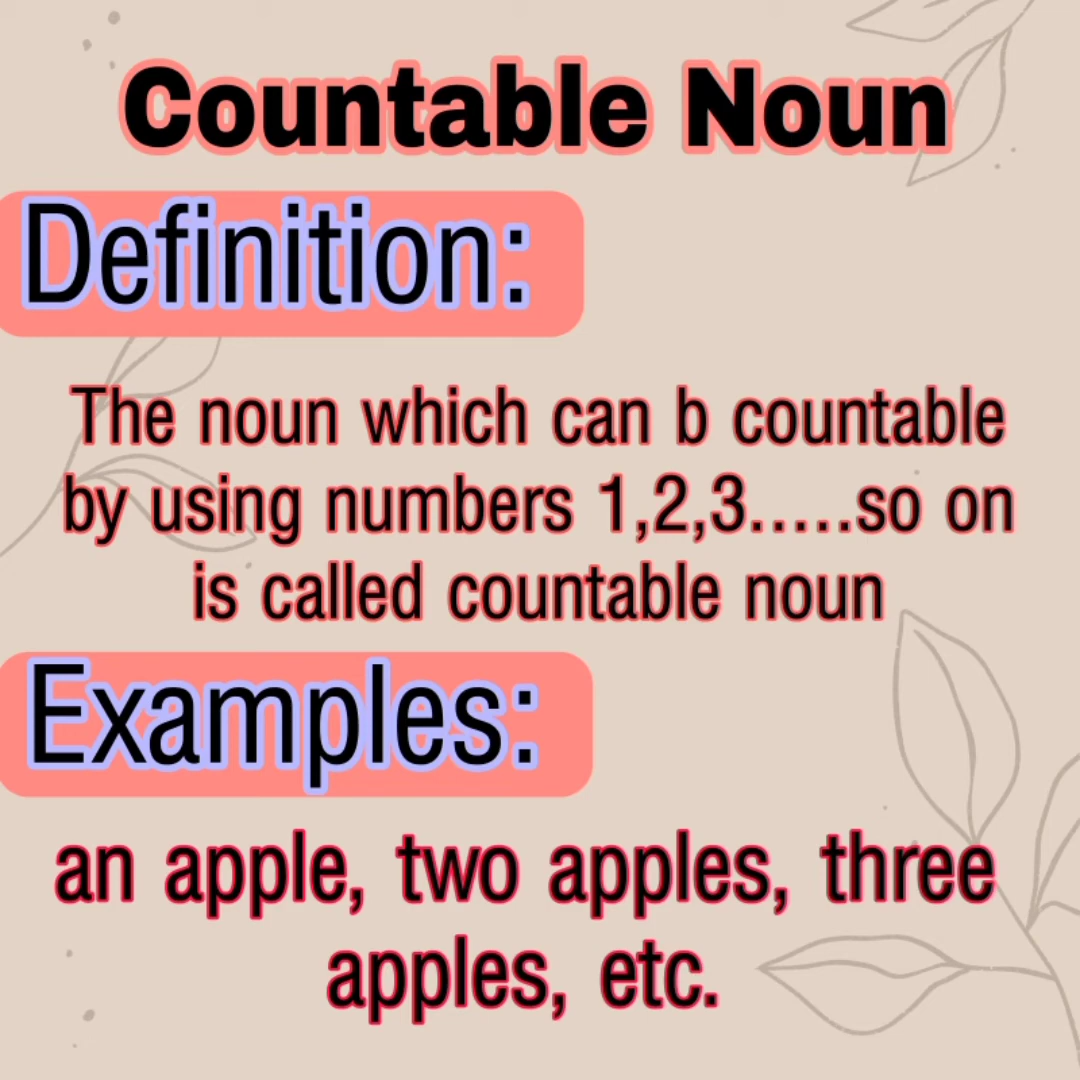 Countable Noun
Definition:
The noun which can b countable
by using numbers 1,2,3.....so on
is called countable noun
Examples:
an apple, two apples, three
apples, etc.